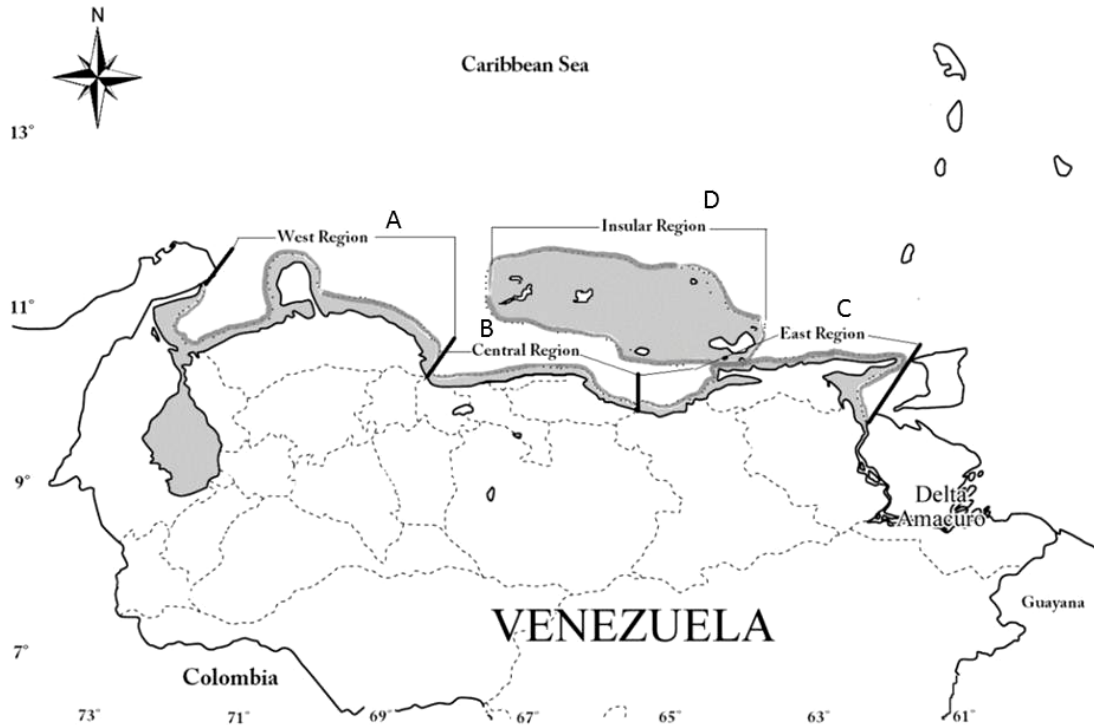 N
Caribbean Sea
13°
D
A
Insular Region
West Region
11°
C
B
East Region
Central Region
9°
Delta
Amacuro
VENEZUELA
Guayana
7°
Colombia
73°
71°
69°
67°
65°
63°
61°